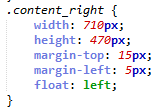 .content_right {
    width: 710px;
    height: 470px;
    margin-top: 15px;
    margin-left: 5px;
    float: left;
}